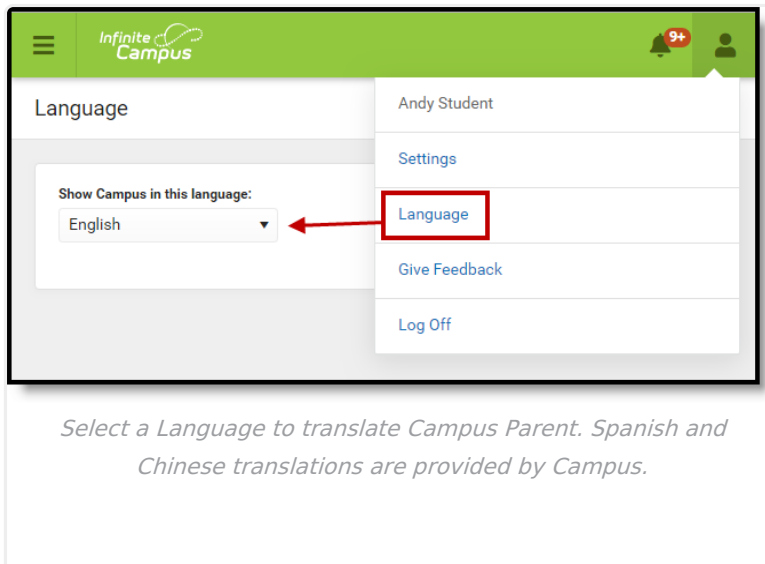 Infinite
Campus
9+
Language
Andy Student
Settings
Show Campus in this language:
English
Language
Give Feedback
Log Off
Select a Language to translate Campus Parent. Spanish and
Chinese translations are provided by Campus.